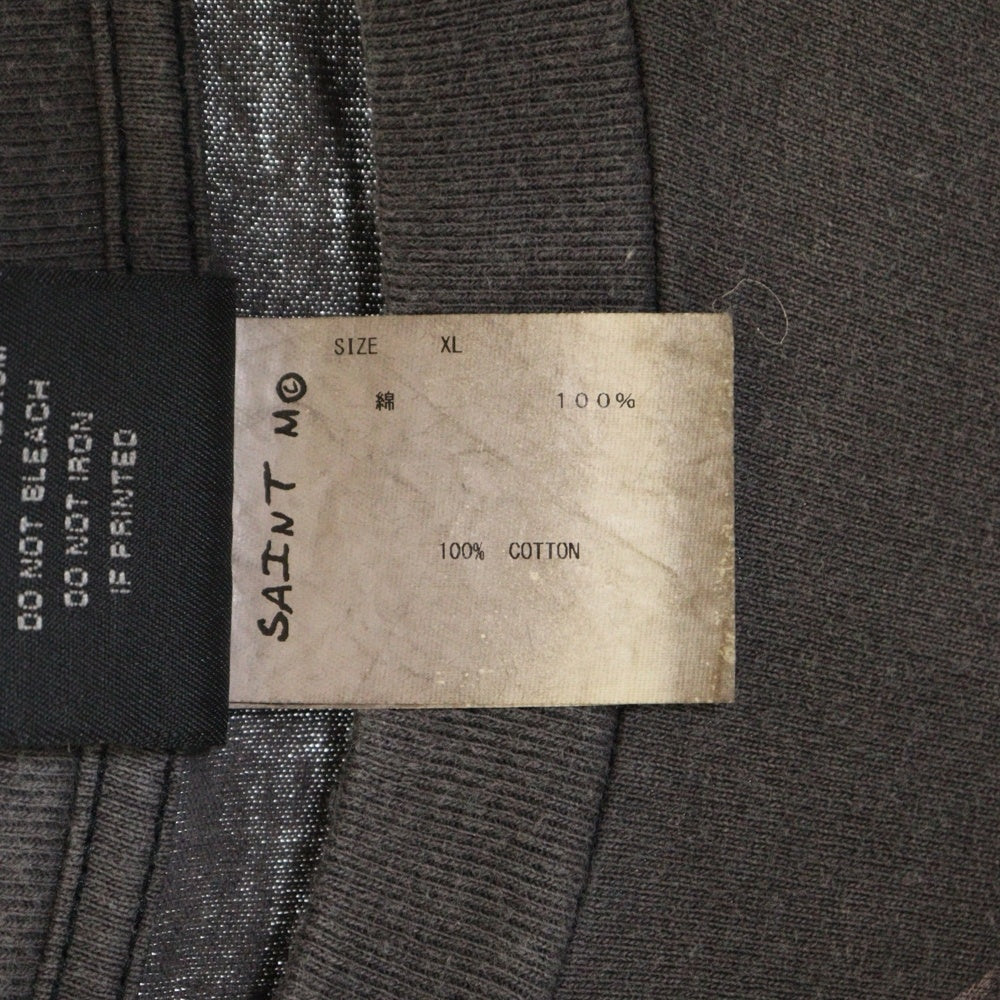 SIZE XL
綿 100%
100% COTTON
SAINT M
DO NOT BLEACH
DO NOT IRON
IF PRINTED